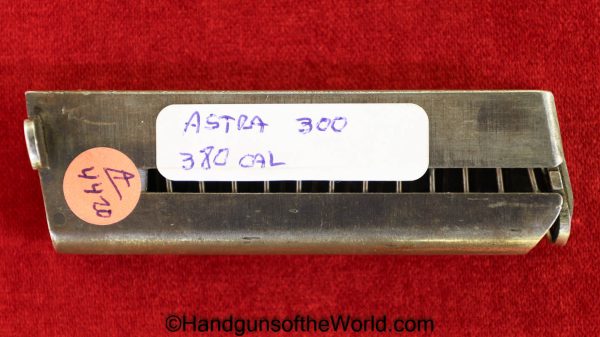 ASTRA 300
380 CAL
A
4420
©HandgunsoftheWorld.com